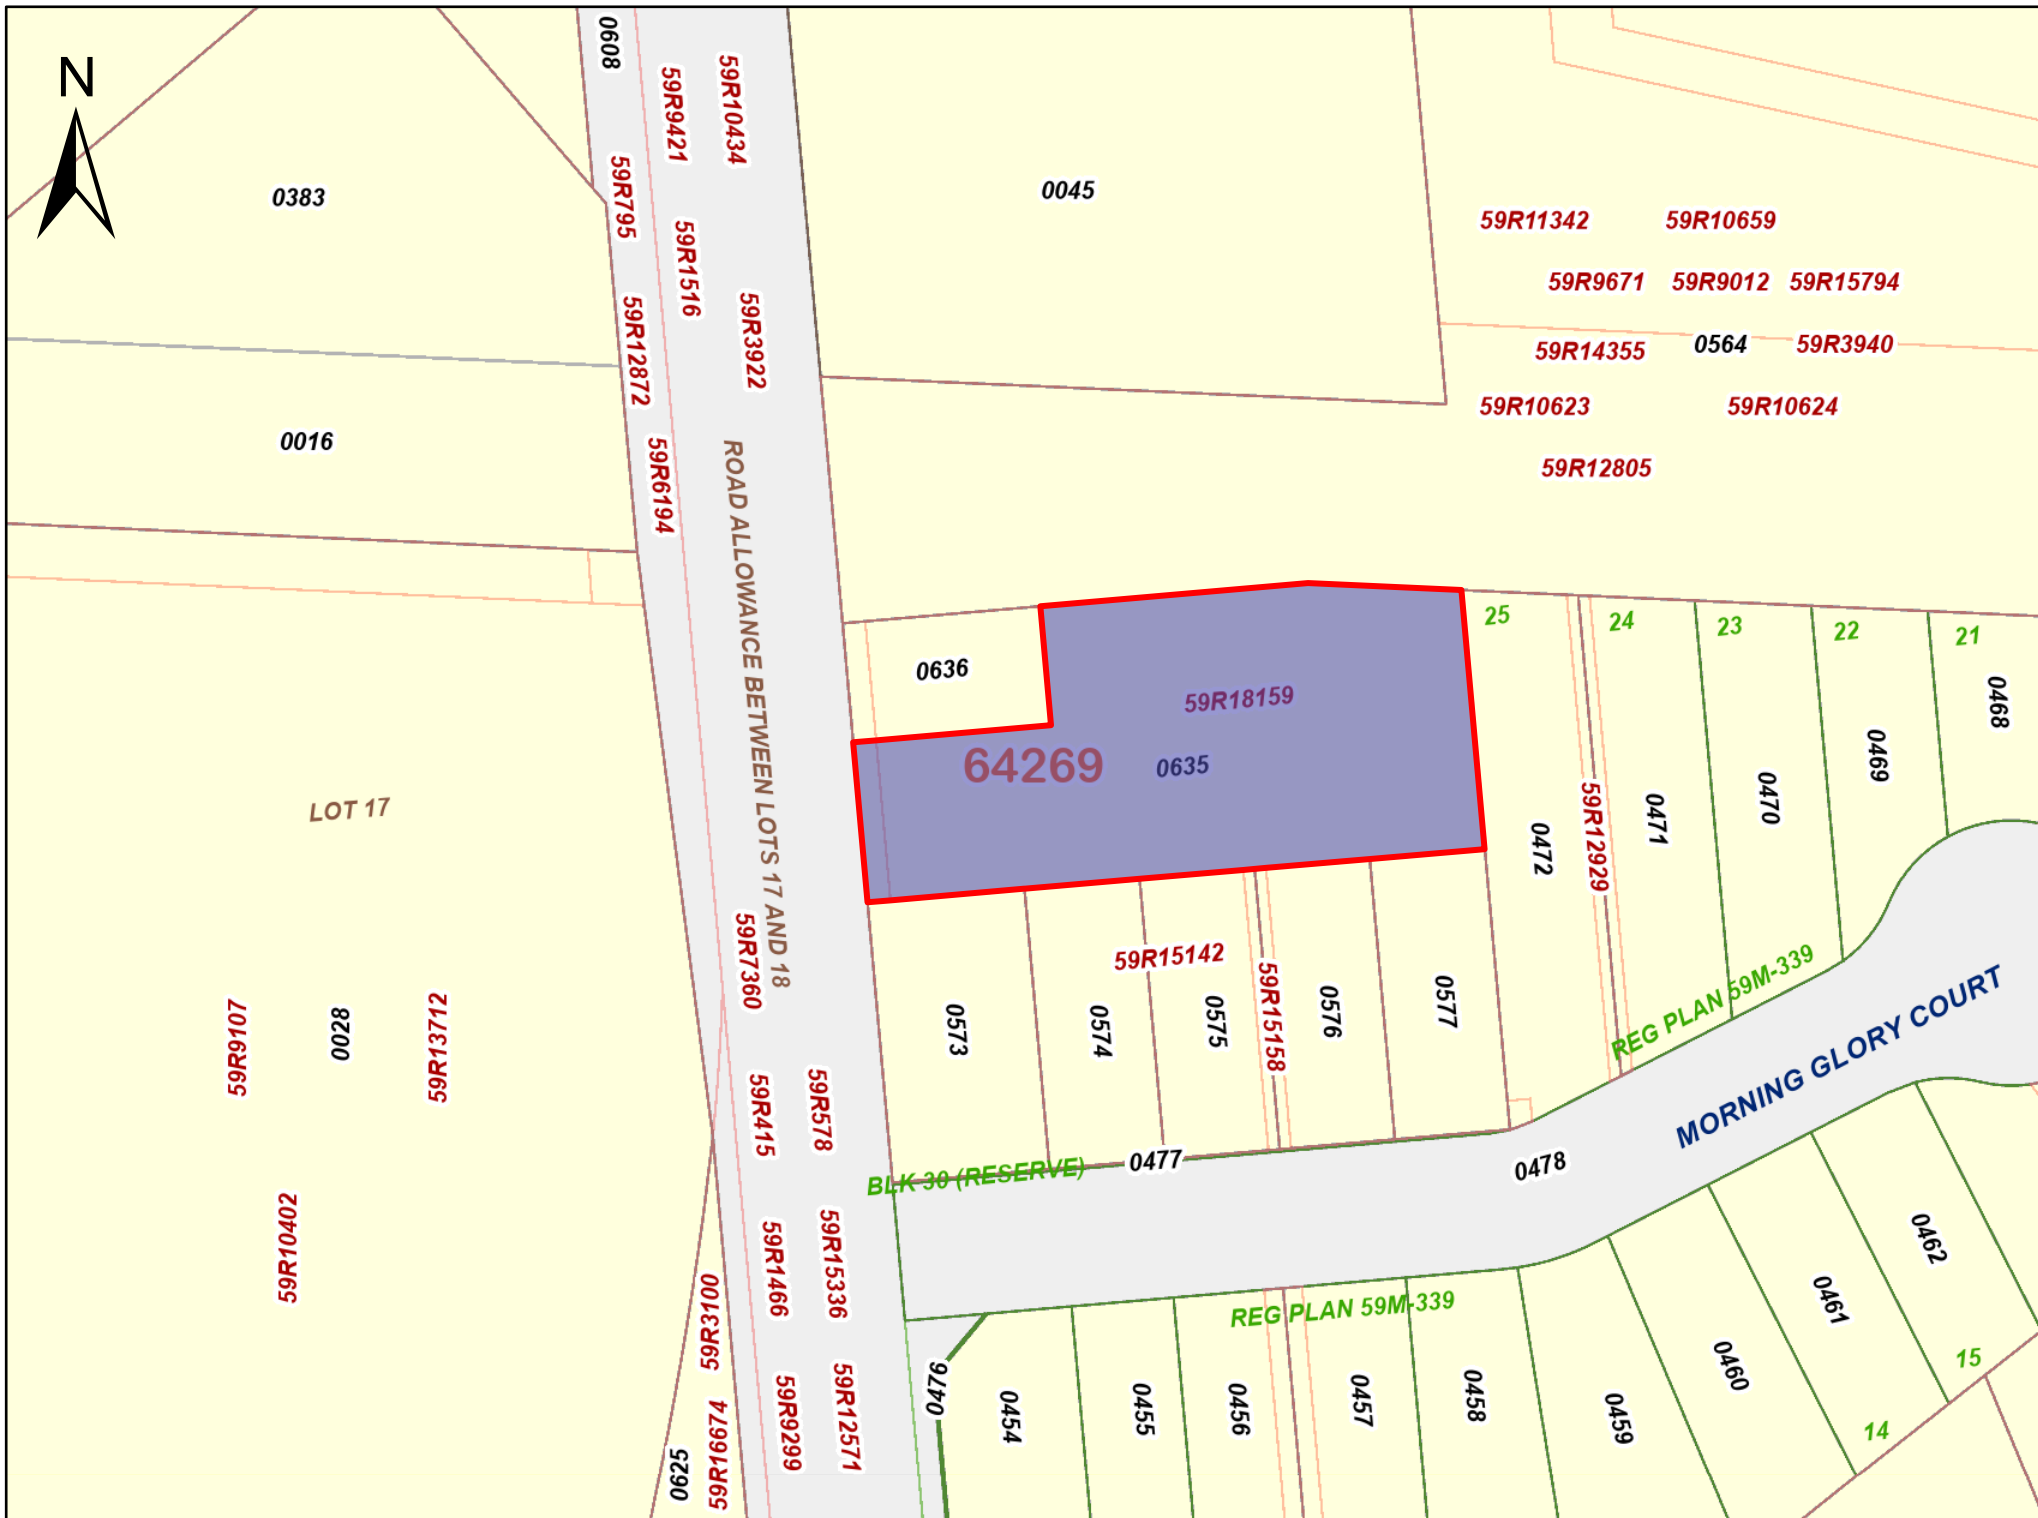 N
0608
59R9421
59R10434
59R795
0383
59R1516
59R12872
59R3922
0016
59R6194
ROAD ALLOWANCE BETWEEN LOTS 17 AND 18
0045
59R11342
59R10659
59R9671
59R9012
59R15794
59R14355
0564
59R3940
59R10623
59R10624
59R12805
0636
59R18159
64269
0635
25
24
23
22
21
0468
0469
0470
0471
0472
59R12929
LOT 17
59R7360
59R9107
0028
59R13712
59R10402
59R15142
0573
0574
0575
59R15158
0576
0577
REG PLAN 59M-339
MORNING GLORY COURT
59R415
59R578
BLK 30 (RESERVE)
0477
0478
59R1466
59R15336
59R3100
59R16674
0625
59R9299
59R12571
REG PLAN 59M-339
0476
0454
0455
0456
0457
0458
0459
0460
0461
0462
15
14